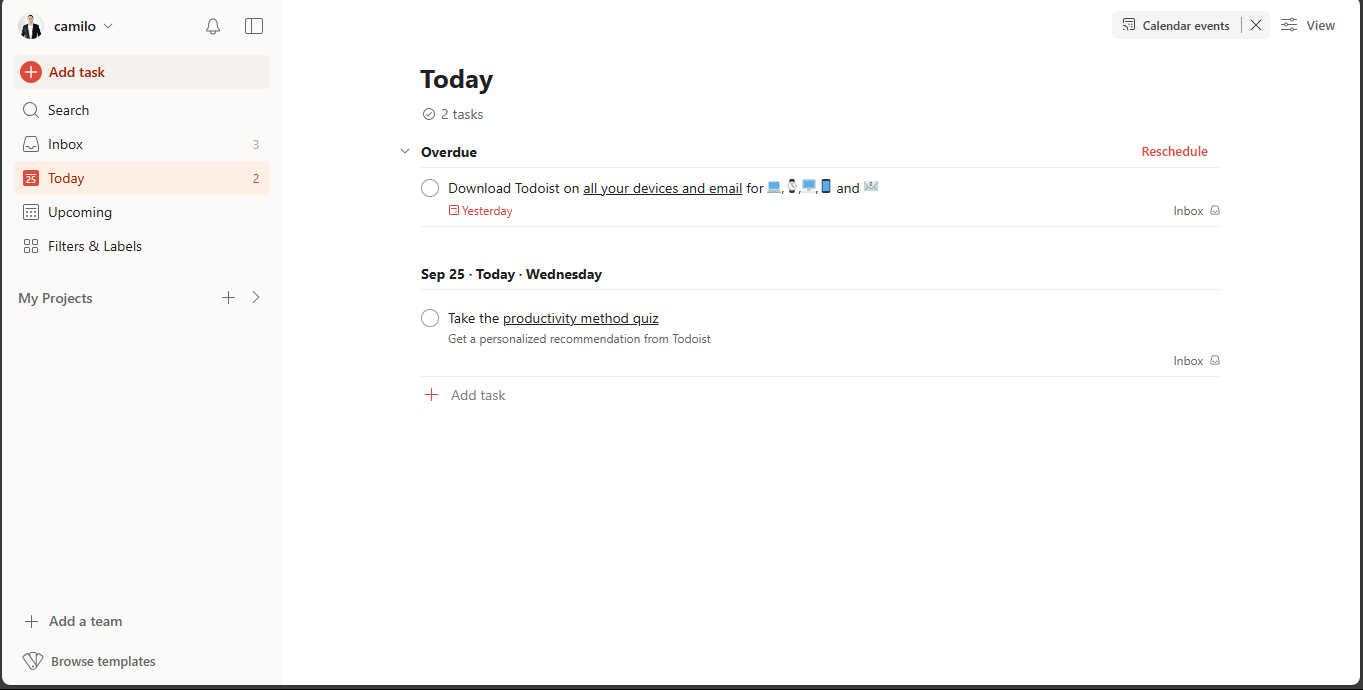 camilo
Add task
Search
Inbox 3
25 Today 2
Upcoming
Filters & Labels
My Projects
Add a team
Browse templates
Calendar events
View
Today
2 tasks
Overdue
Reschedule
Download Todoist on all your devices and email for 💻,⌚,🖥️,📱 and 📧
Yesterday
Inbox
Sep 25 · Today · Wednesday
Take the productivity method quiz
Get a personalized recommendation from Todoist
Inbox
Add task